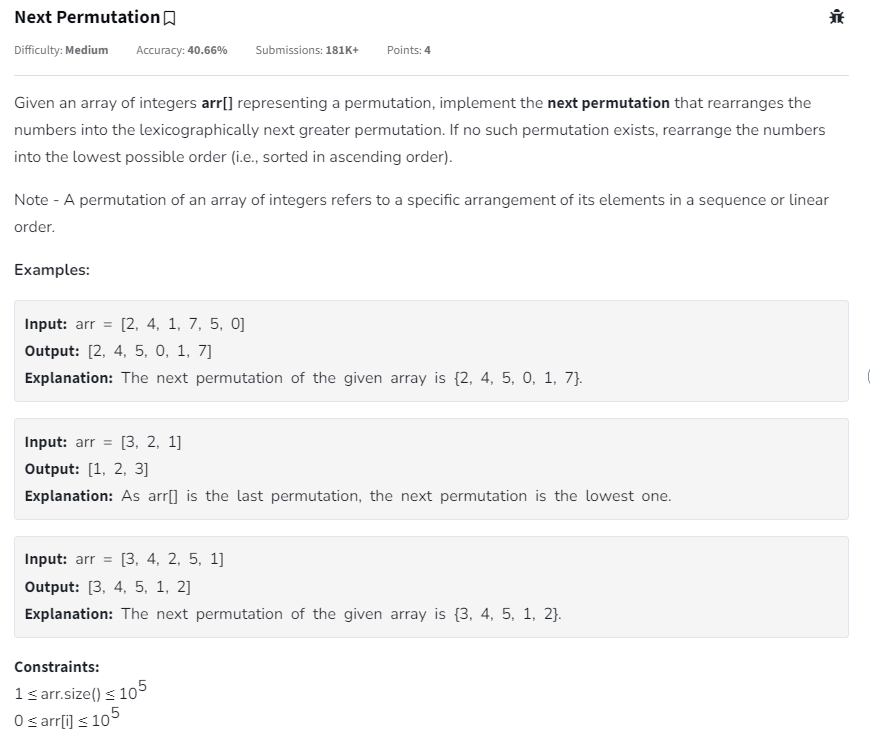 Next Permutation
Difficulty: Medium Accuracy: 40.66% Submissions: 181K+ Points: 4
Given an array of integers arr[] representing a permutation, implement the next permutation that rearranges the
numbers into the lexicographically next greater permutation. If no such permutation exists, rearrange the numbers
into the lowest possible order (i.e., sorted in ascending order).
Note - A permutation of an array of integers refers to a specific arrangement of its elements in a sequence or linear
order.
Examples:
Input: arr = [2, 4, 1, 7, 5, 0]
Output: [2, 4, 5, 0, 1, 7]
Explanation: The next permutation of the given array is {2, 4, 5, 0, 1, 7}.
Input: arr = [3, 2, 1]
Output: [1, 2, 3]
Explanation: As arr[] is the last permutation, the next permutation is the lowest one.
Input: arr = [3, 4, 2, 5, 1]
Output: [3, 4, 5, 1, 2]
Explanation: The next permutation of the given array is {3, 4, 5, 1, 2}.
Constraints:
1 ≤ arr.size() ≤ 10⁵
0 ≤ arr[i] ≤ 10⁵